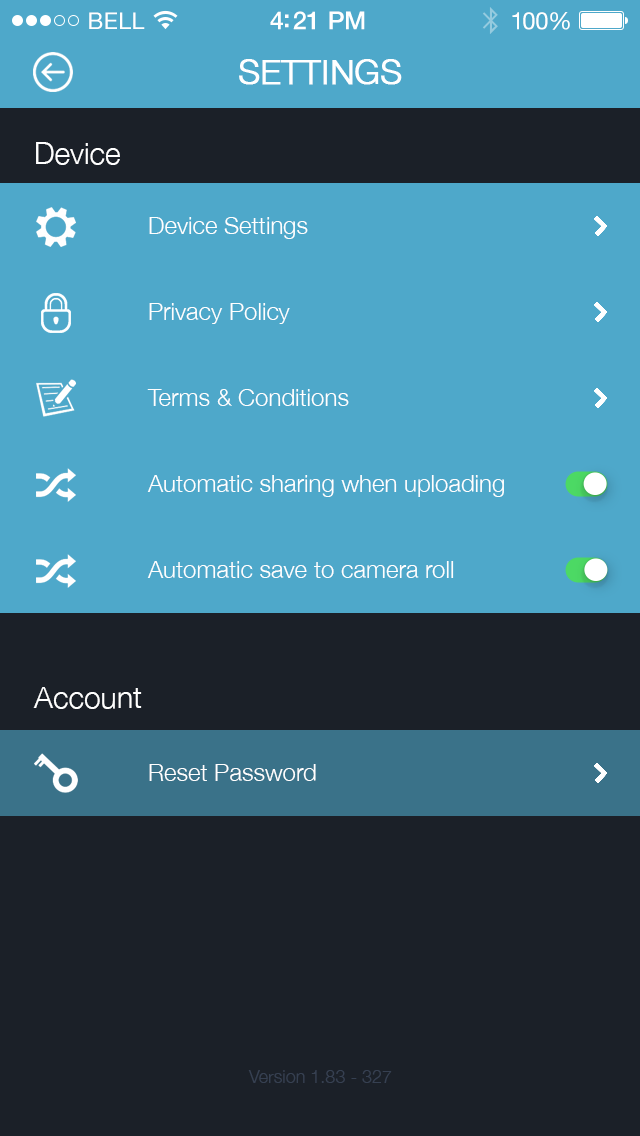 BELL 4:21 PM 100%
SETTINGS
Device
Device Settings
Privacy Policy
Terms & Conditions
Automatic sharing when uploading
Automatic save to camera roll
Account
Reset Password
Version 1.83 - 327